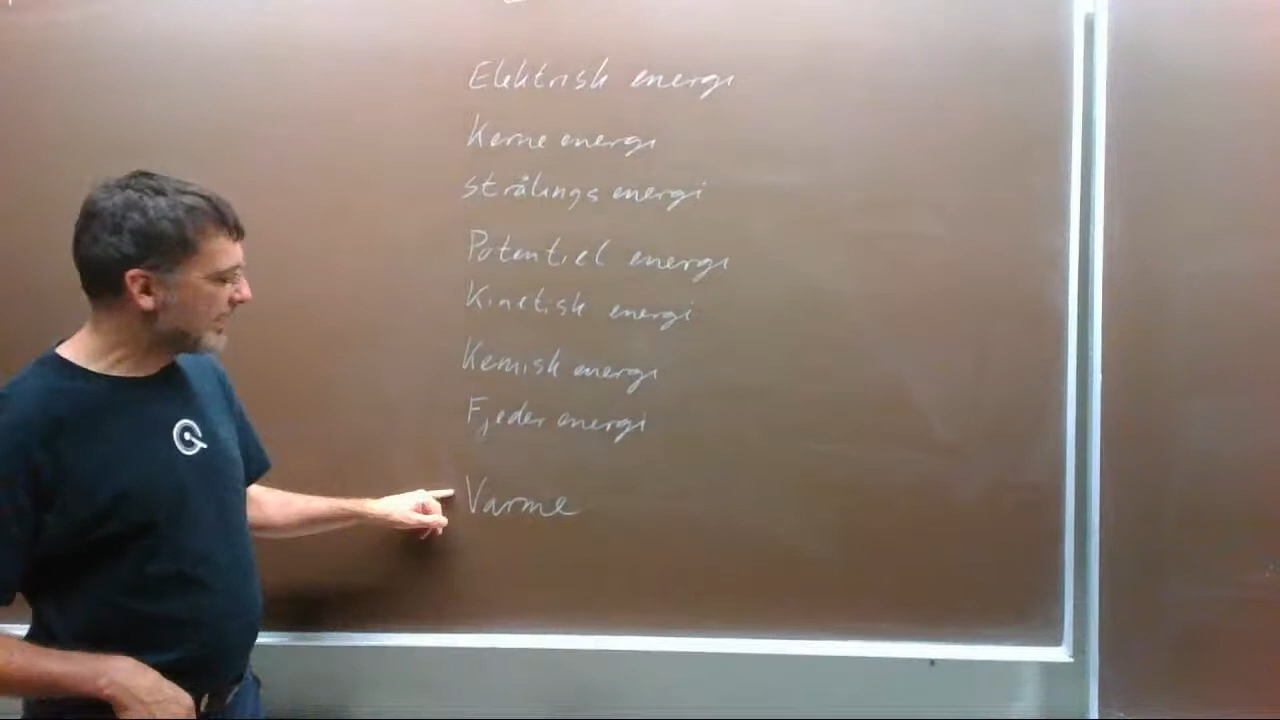 Elektrisk energi
Kerne energi
strålings energi
Potentiel energi
Kinetisk energi
Kemisk energi
Fjeder energi
Varme